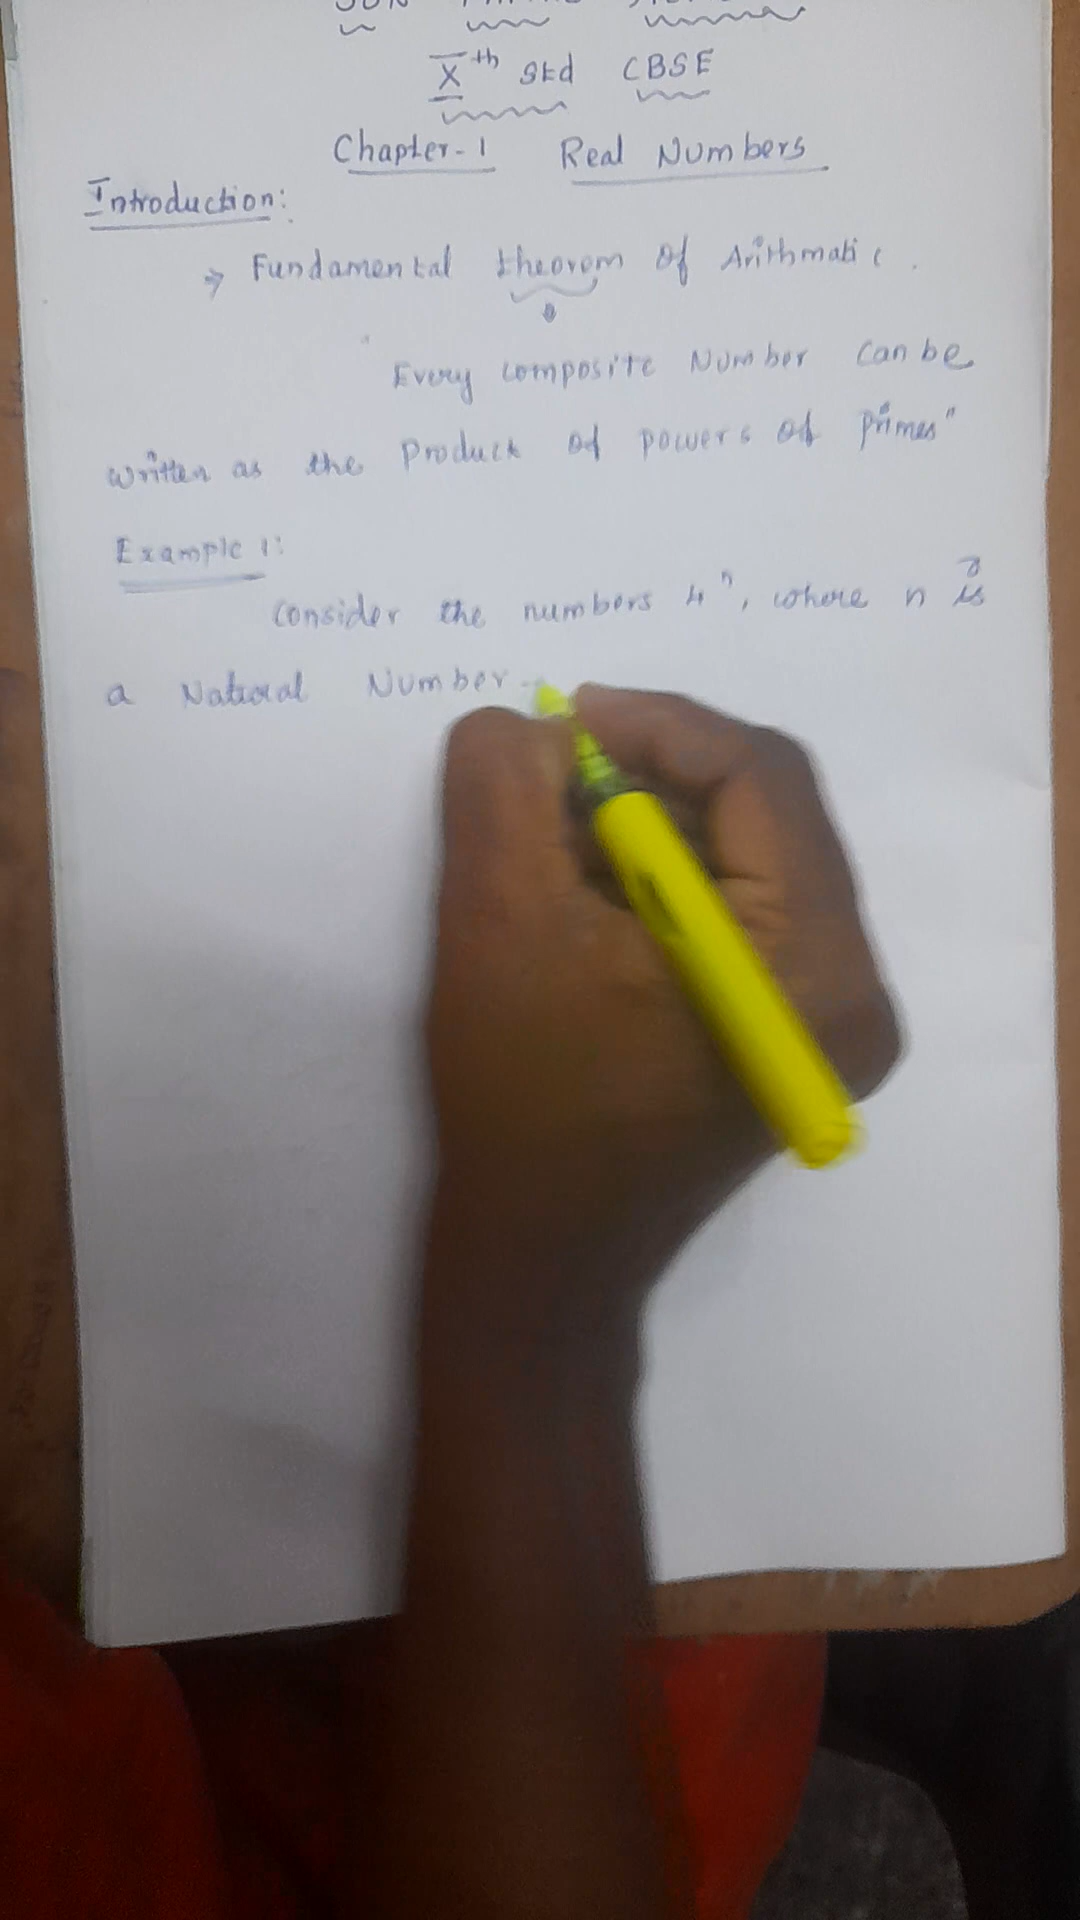 Xth Std CBSE
Chapter-1 Real Numbers
Introduction:
⇒ Fundamental theorem of Arithmatic.
Every composite Number can be
written as the Product of powers of Primes"
Example 1:
Consider the numbers 4ⁿ, where n is
a Natural Number